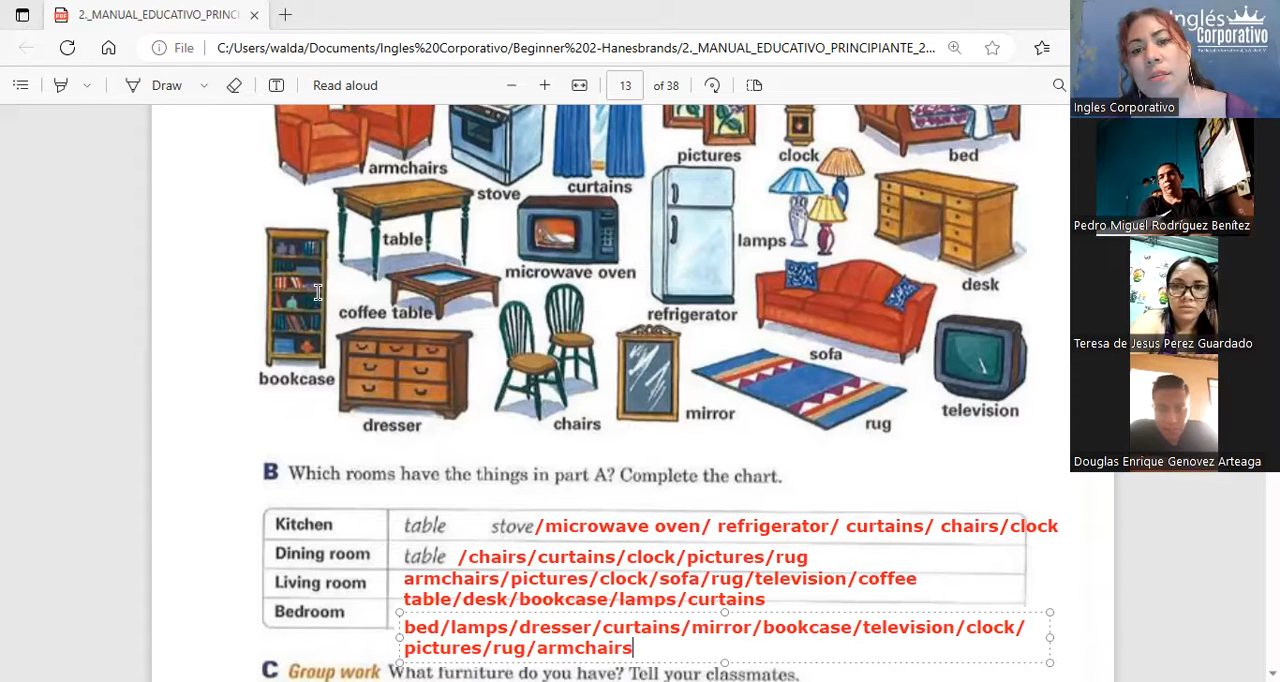 2._MANUAL_EDUCATIVO_PRINCI
File C:/Users/walda/Documents/Ingles%20Corporativo/Beginner%202-Hanesbrands/2._MANUAL_EDUCATIVO_PRINCIPIANTE_2...
Draw Read aloud 13 of 38
Inglés
Corporativo
Ingles Corporativo
Pedro Miguel Rodríguez Benítez
Teresa de Jesus Perez Guardado
Douglas Enrique Genovez Arteaga
armchairs
stove
curtains
pictures
clock
bed
table
microwave oven
lamps
desk
coffee table
refrigerator
sofa
bookcase
dresser
chairs
mirror
rug
television
B Which rooms have the things in part A? Complete the chart.
Kitchen table stove/microwave oven/ refrigerator/ curtains/ chairs/clock
Dining room table /chairs/curtains/clock/pictures/rug
Living room armchairs/pictures/clock/sofa/rug/television/coffee
table/desk/bookcase/lamps/curtains
Bedroom bed/lamps/dresser/curtains/mirror/bookcase/television/clock/
pictures/rug/armchairs
C Group work What furniture do you have? Tell your classmates.